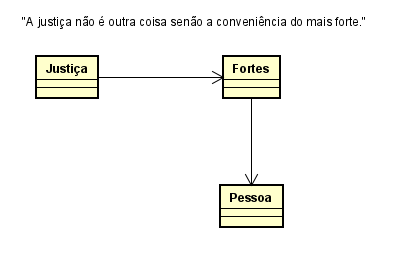 "A justiça não é outra coisa senão a conveniência do mais forte."
Justiça
Fortes
Pessoa